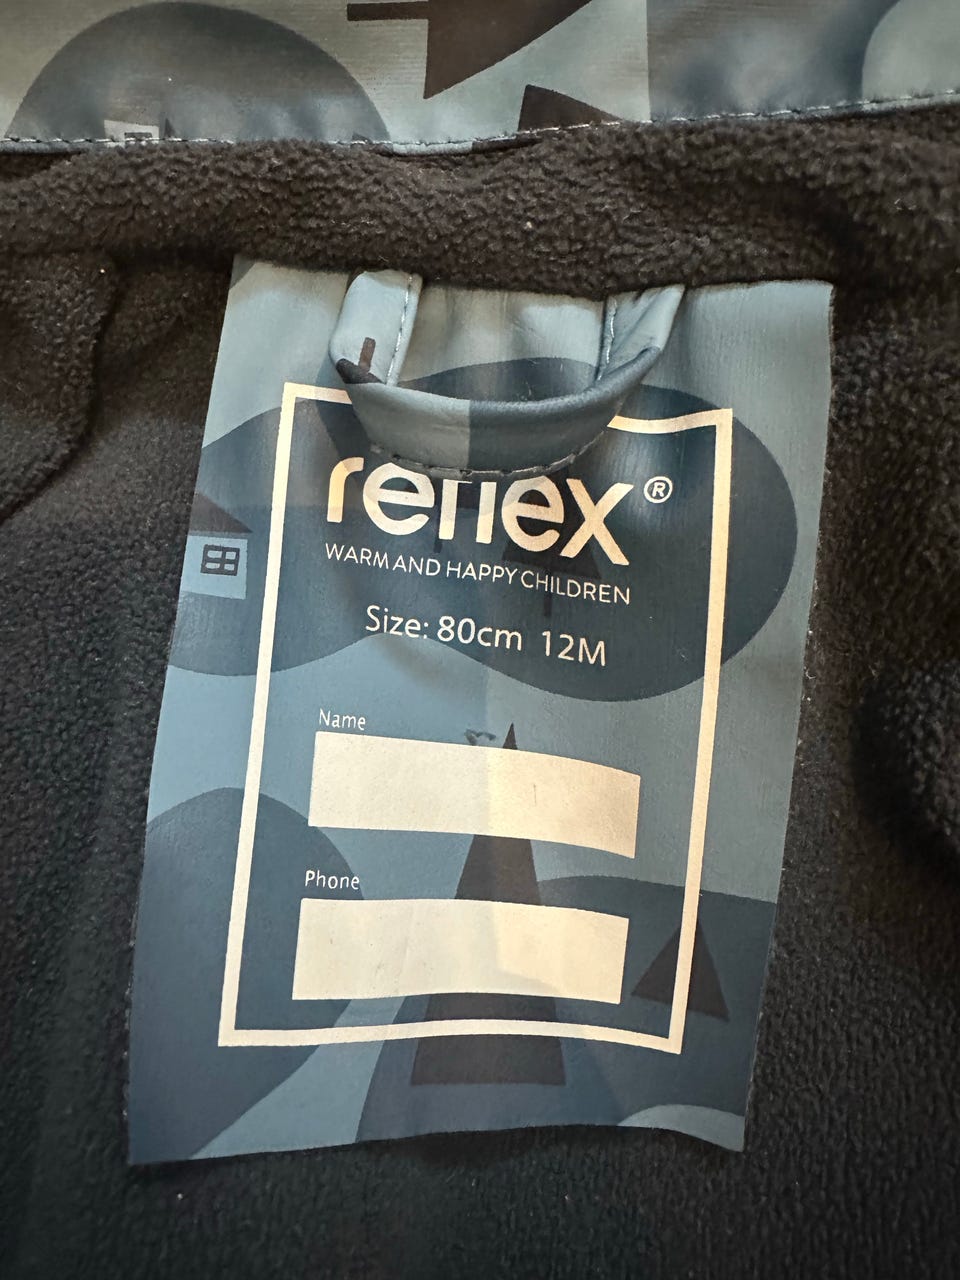 reflex®
WARM AND HAPPY CHILDREN
Size: 80cm 12M
Name
Phone